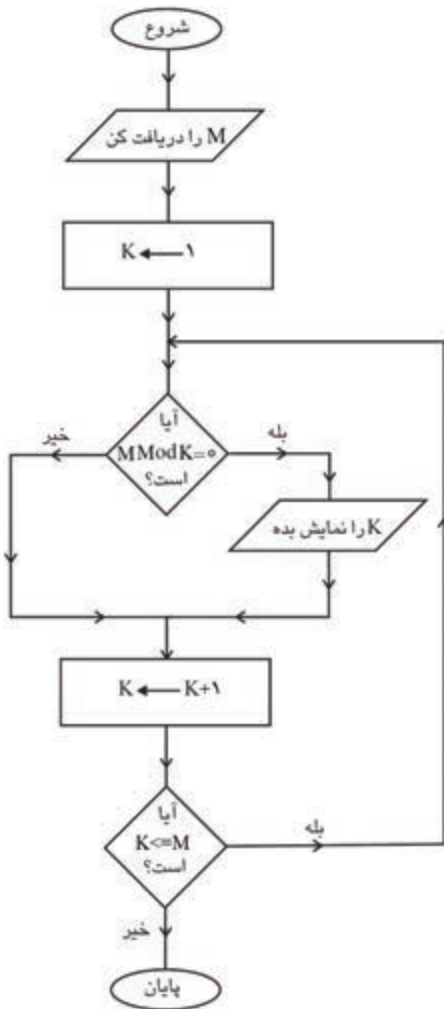 شروع
M را دریافت کن
K ← ۱
آیا
M Mod K=۰
است؟
خیر
بله
K را نمایش بده
K ← K+۱
آیا
K<=M
است؟
بله
خیر
پایان